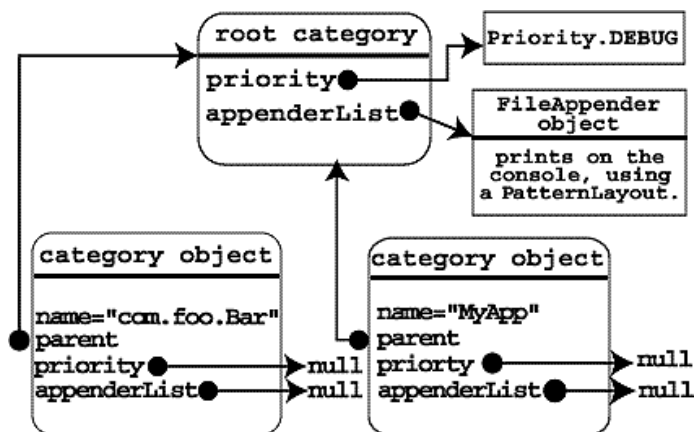 root category
priority
appenderList
Priority.DEBUG
FileAppender
object
prints on the
console, using
a PatternLayout.
category object
name="com.foo.Bar"
parent
priority
null
appenderList
null
category object
name="MyApp"
parent
priorty
null
appenderList
null